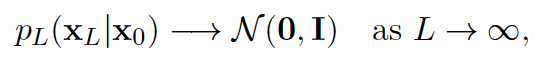 p_L(𝐱_L|𝐱_0) ⟶ 𝒩(𝟎, 𝐈) as L → ∞,